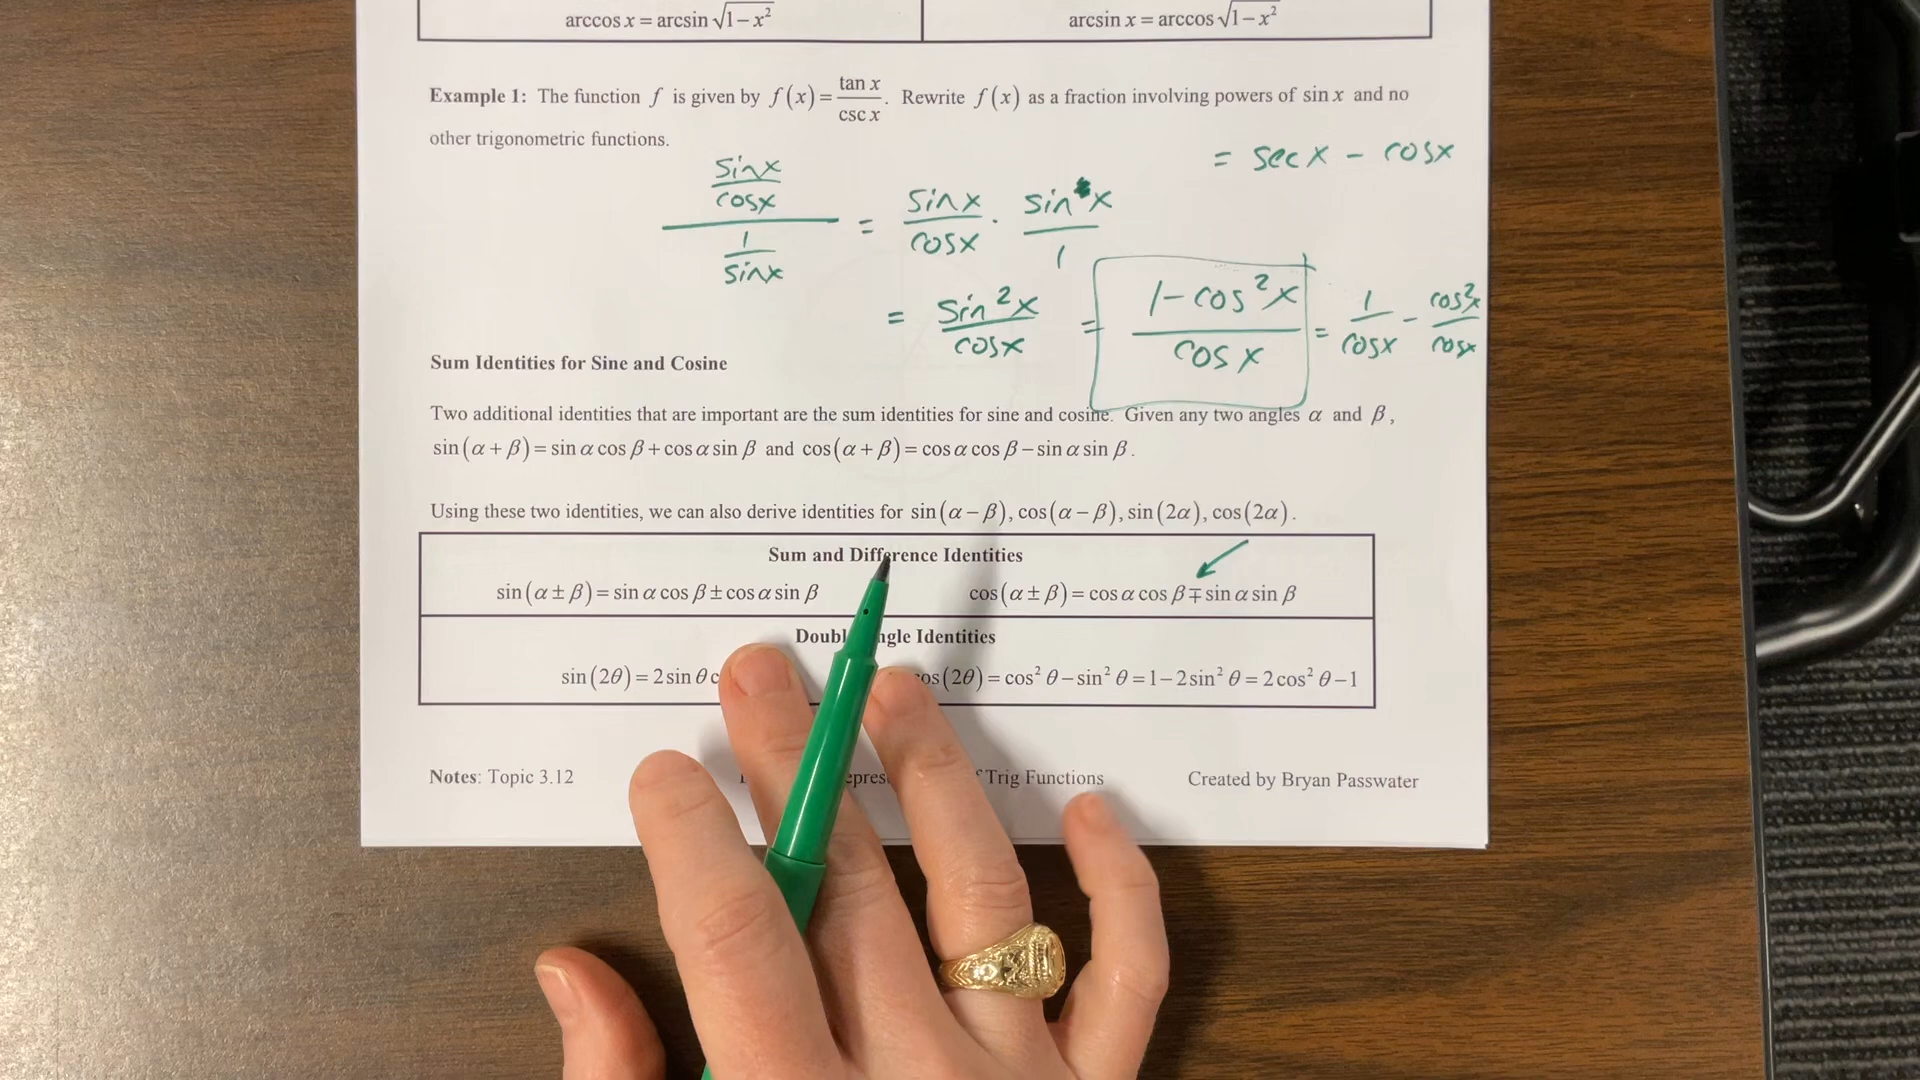 arccos x = arcsin √(1 − x²)
arcsin x = arccos √(1 − x²)
Example 1: The function f is given by f(x) = tan x / csc x. Rewrite f(x) as a fraction involving powers of sin x and no
other trigonometric functions.
= sec x − cos x
(sin x / cos x) / (1 / sin x) = sin x / cos x · sin x / 1
= sin² x / cos x = (1 − cos² x) / cos x = 1 / cos x − cos² x / cos x
Sum Identities for Sine and Cosine
Two additional identities that are important are the sum identities for sine and cosine. Given any two angles α and β,
sin(α + β) = sin α cos β + cos α sin β and cos(α + β) = cos α cos β − sin α sin β.
Using these two identities, we can also derive identities for sin(α − β), cos(α − β), sin(2α), cos(2α).
Sum and Difference Identities
sin(α ± β) = sin α cos β ± cos α sin β
cos(α ± β) = cos α cos β ∓ sin α sin β
Identities
sin(2θ) = 2 sin θ
(2θ) = cos² θ − sin² θ = 1 − 2 sin² θ = 2 cos² θ − 1
Notes: Topic 3.12
Trig Functions
Created by Bryan Passwater